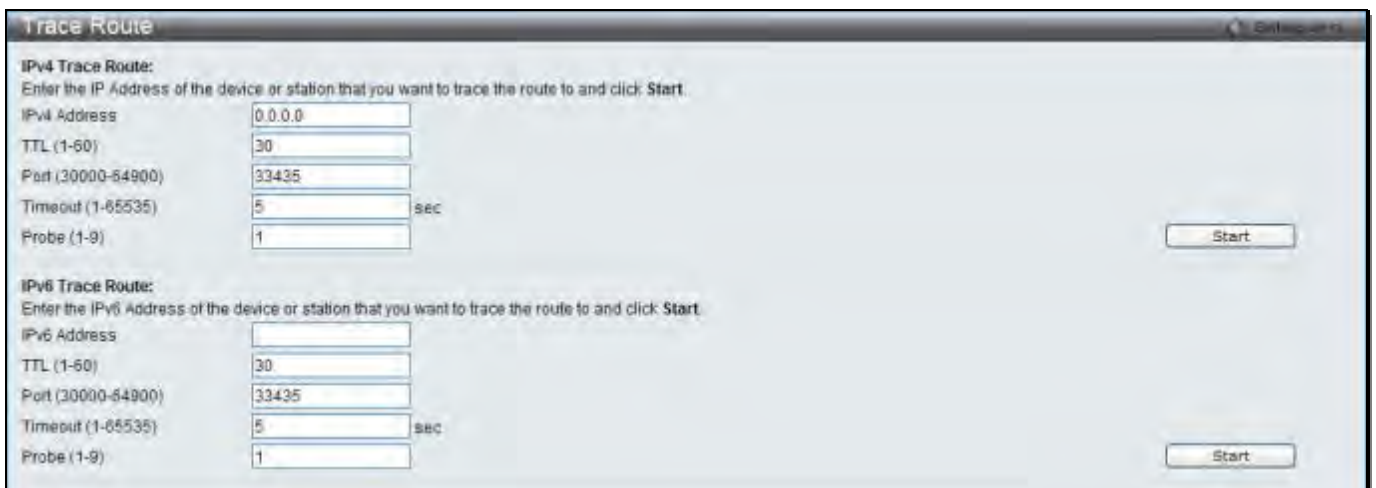 Trace Route
IPv4 Trace Route:
Enter the IP Address of the device or station that you want to trace the route to and click Start.
IPv4 Address 0.0.0.0
TTL (1-60) 30
Port (30000-64900) 33435
Timeout (1-65535) 5 sec
Probe (1-9) 1
Start
IPv6 Trace Route:
Enter the IPv6 Address of the device or station that you want to trace the route to and click Start.
IPv6 Address
TTL (1-60) 30
Port (30000-64900) 33435
Timeout (1-65535) 5 sec
Probe (1-9) 1
Start